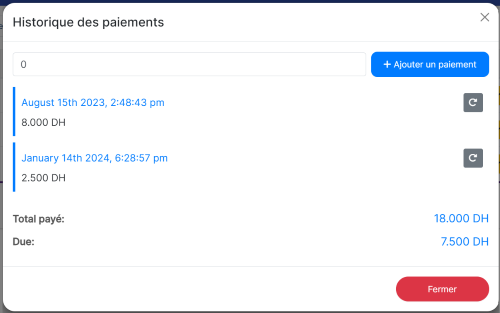 Historique des paiements
0
+ Ajouter un paiement
August 15th 2023, 2:48:43 pm
8.000 DH
January 14th 2024, 6:28:57 pm
2.500 DH
Total payé: 18.000 DH
Due: 7.500 DH
Fermer